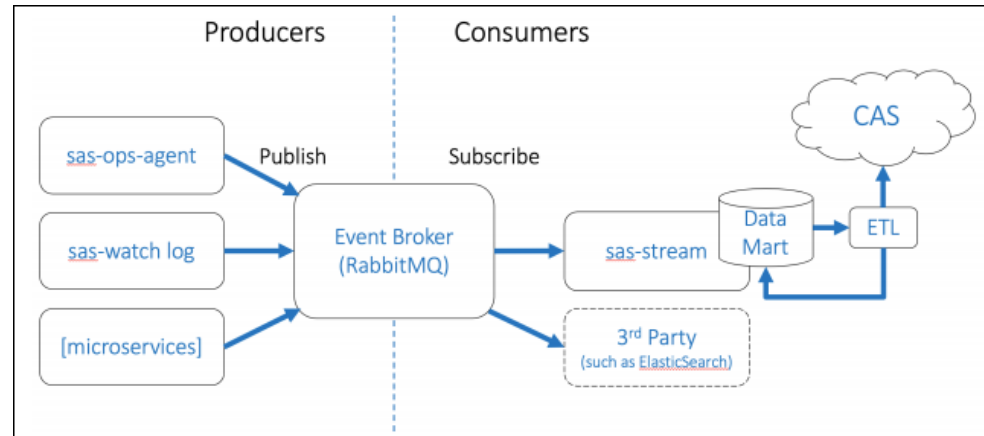 Producers
Consumers
CAS
sas-ops-agent
Publish
Subscribe
sas-watch log
Event Broker
(RabbitMQ)
sas-stream
Data
Mart
ETL
[microservices]
3rd Party
(such as ElasticSearch)